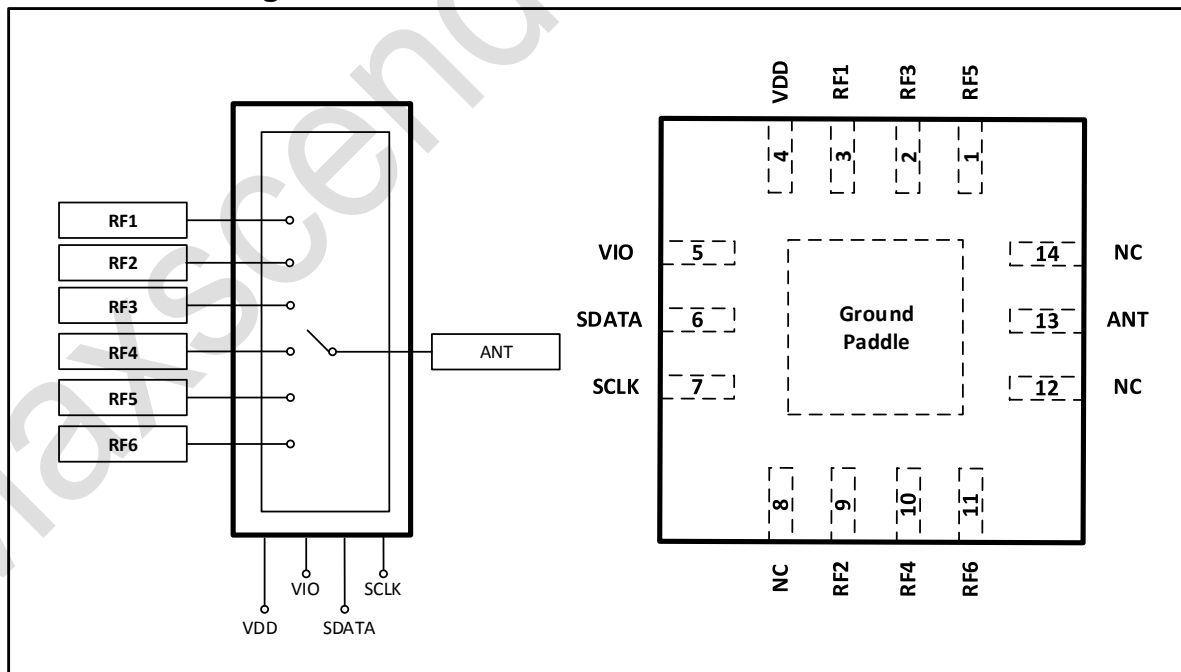 Maxscend
RF1
RF2
RF3
RF4
RF5
RF6
ANT
VDD
VIO
SDATA
SCLK
VDD
RF1
RF3
RF5
4
3
2
1
VIO
5
14
NC
SDATA
6
13
ANT
SCLK
7
12
NC
Ground
Paddle
8
9
10
11
NC
RF2
RF4
RF6